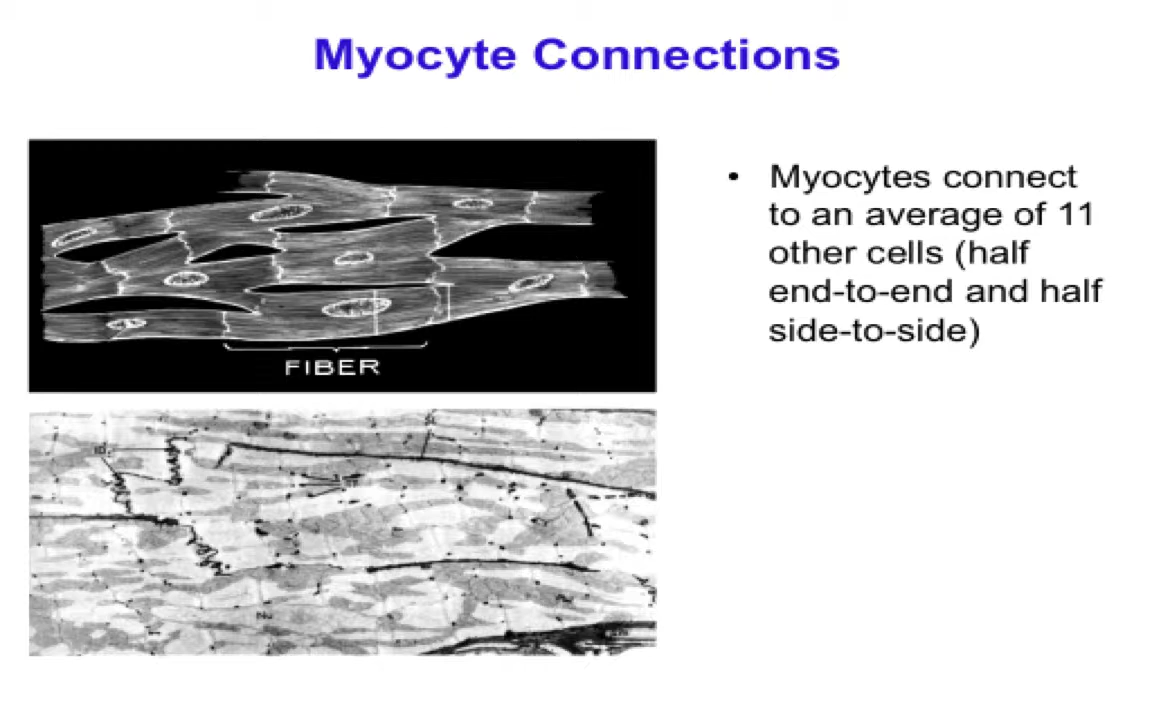 Myocyte Connections
FIBER
• Myocytes connect
to an average of 11
other cells (half
end-to-end and half
side-to-side)